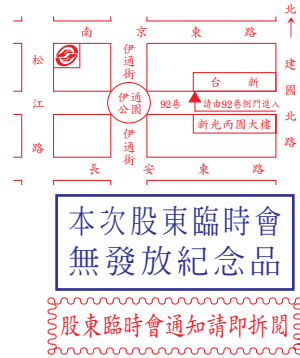 北
南京東路
松江路
伊通街
建國北路
台新
伊通
公園
92巷
請由92巷側門進入
新光丙園大樓
伊通街
長安東路
本次股東臨時會
無發放紀念品
股東臨時會通知請即拆閱